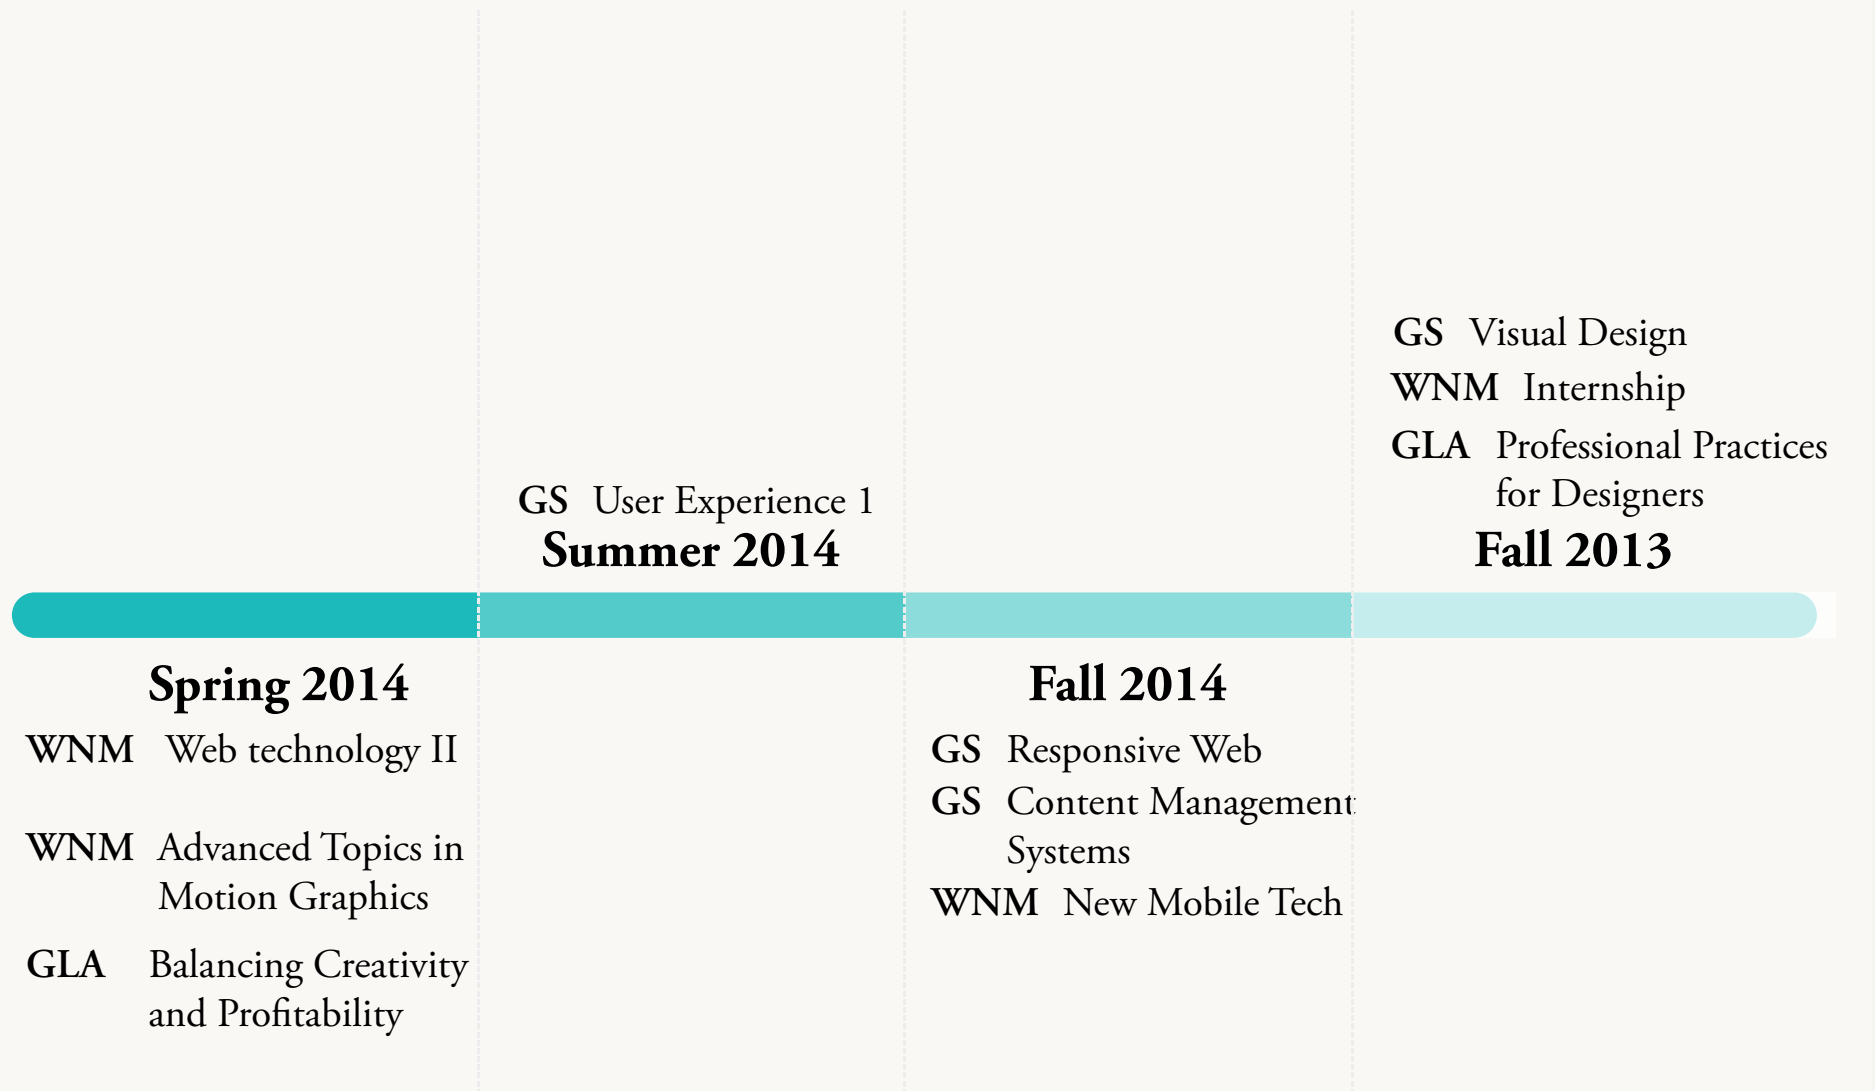 WNM Web technology II
WNM Advanced Topics in
Motion Graphics
GLA Balancing Creativity
and Profitability
Spring 2014
GS User Experience 1
Summer 2014
Fall 2014
GS Responsive Web
GS Content Management
Systems
WNM New Mobile Tech
GS Visual Design
WNM Internship
GLA Professional Practices
for Designers
Fall 2013